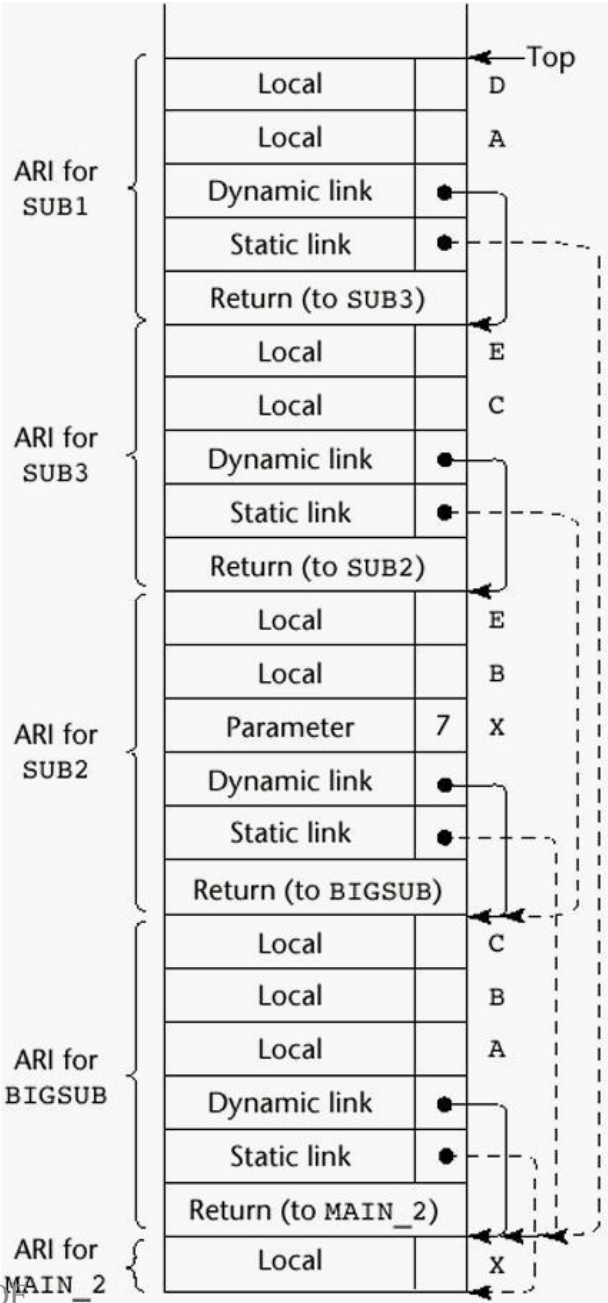 Top
Local D
Local A
ARI for
SUB1
Dynamic link
Static link
Return (to SUB3)
Local E
Local C
ARI for
SUB3
Dynamic link
Static link
Return (to SUB2)
Local E
Local B
Parameter 7 X
ARI for
SUB2
Dynamic link
Static link
Return (to BIGSUB)
Local C
Local B
Local A
ARI for
BIGSUB
Dynamic link
Static link
Return (to MAIN_2)
ARI for
MAIN_2
Local X